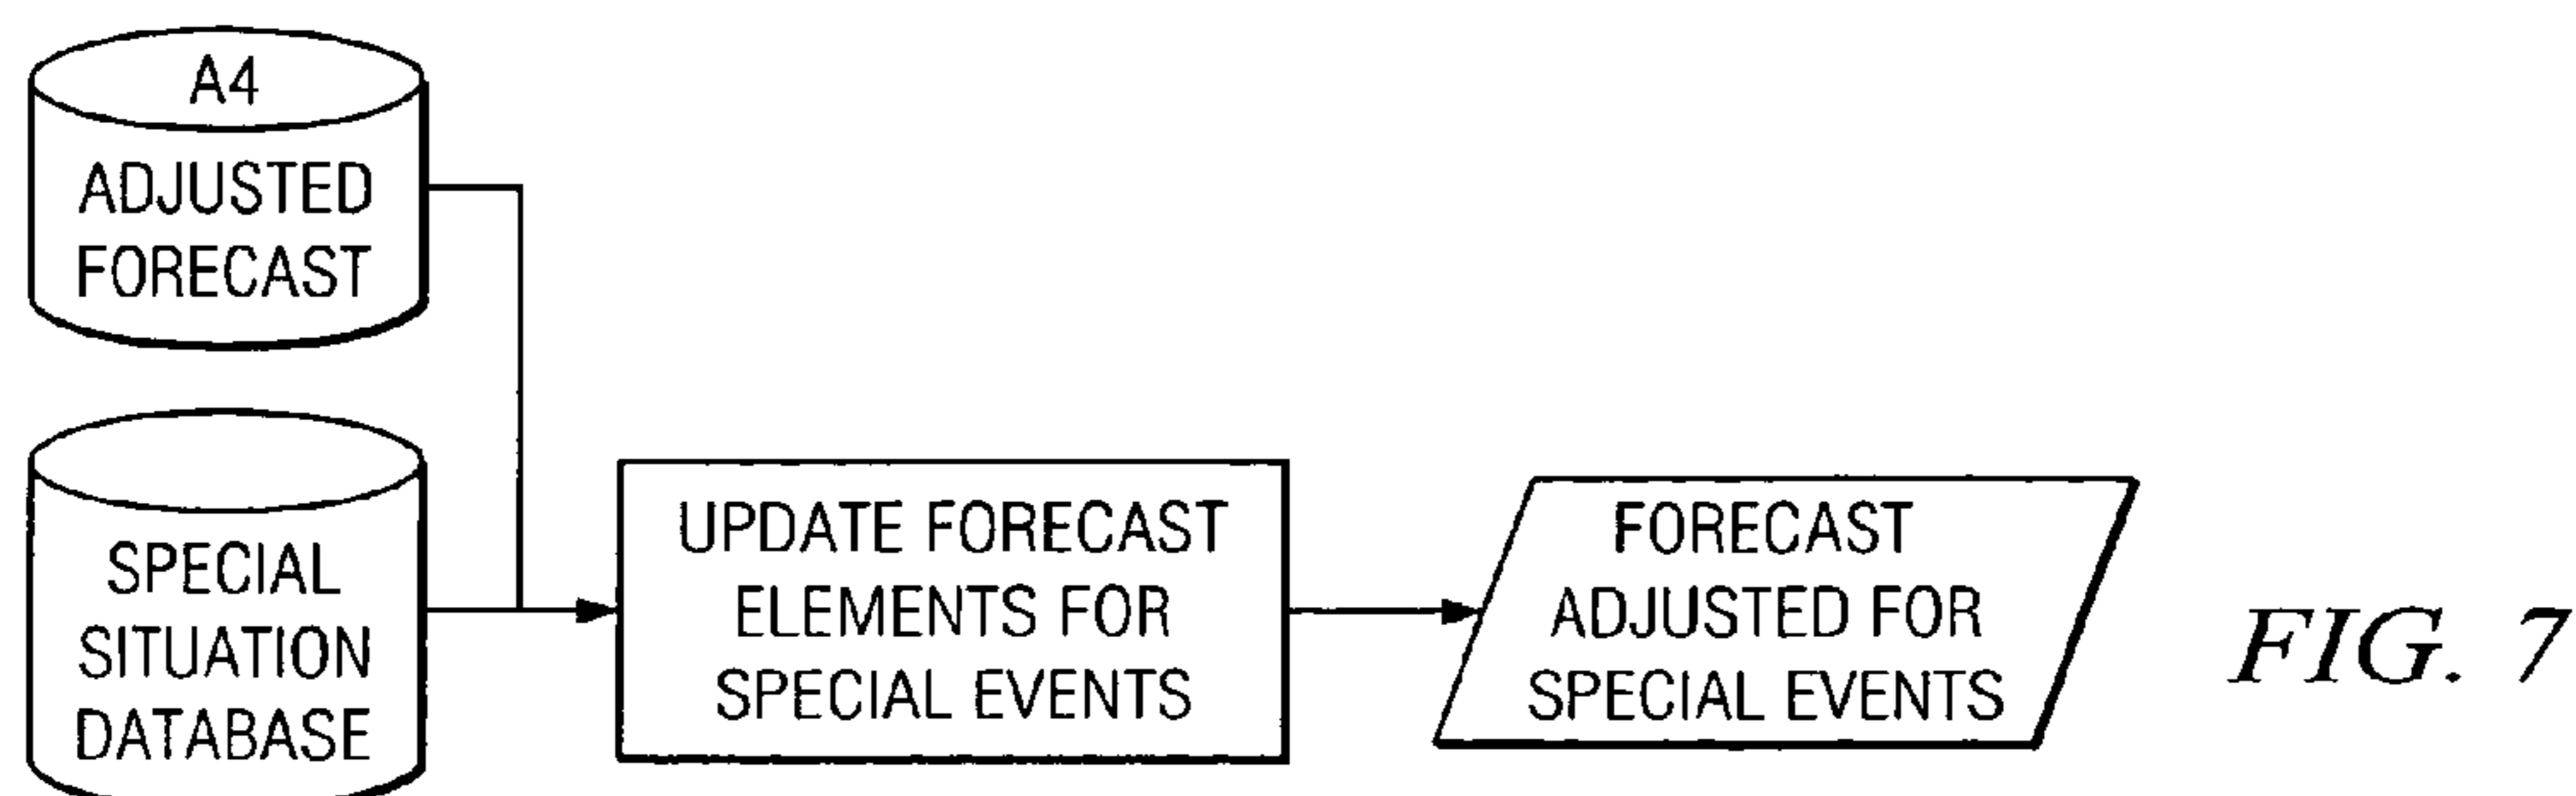 A4
ADJUSTED
FORECAST
SPECIAL
SITUATION
DATABASE
UPDATE FORECAST
ELEMENTS FOR
SPECIAL EVENTS
FORECAST
ADJUSTED FOR
SPECIAL EVENTS
FIG. 7